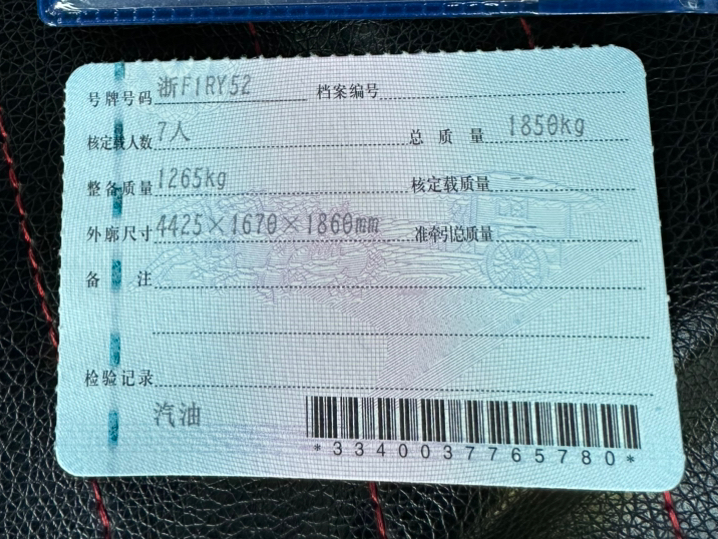 号牌号码 浙F1RY52 档案编号
核定载人数 7人 总质量 1850kg
整备质量 1265kg 核定载质量
外廓尺寸 4425×1670×1860mm 准牵引总质量
备注
检验记录
汽油
*3340037765780*